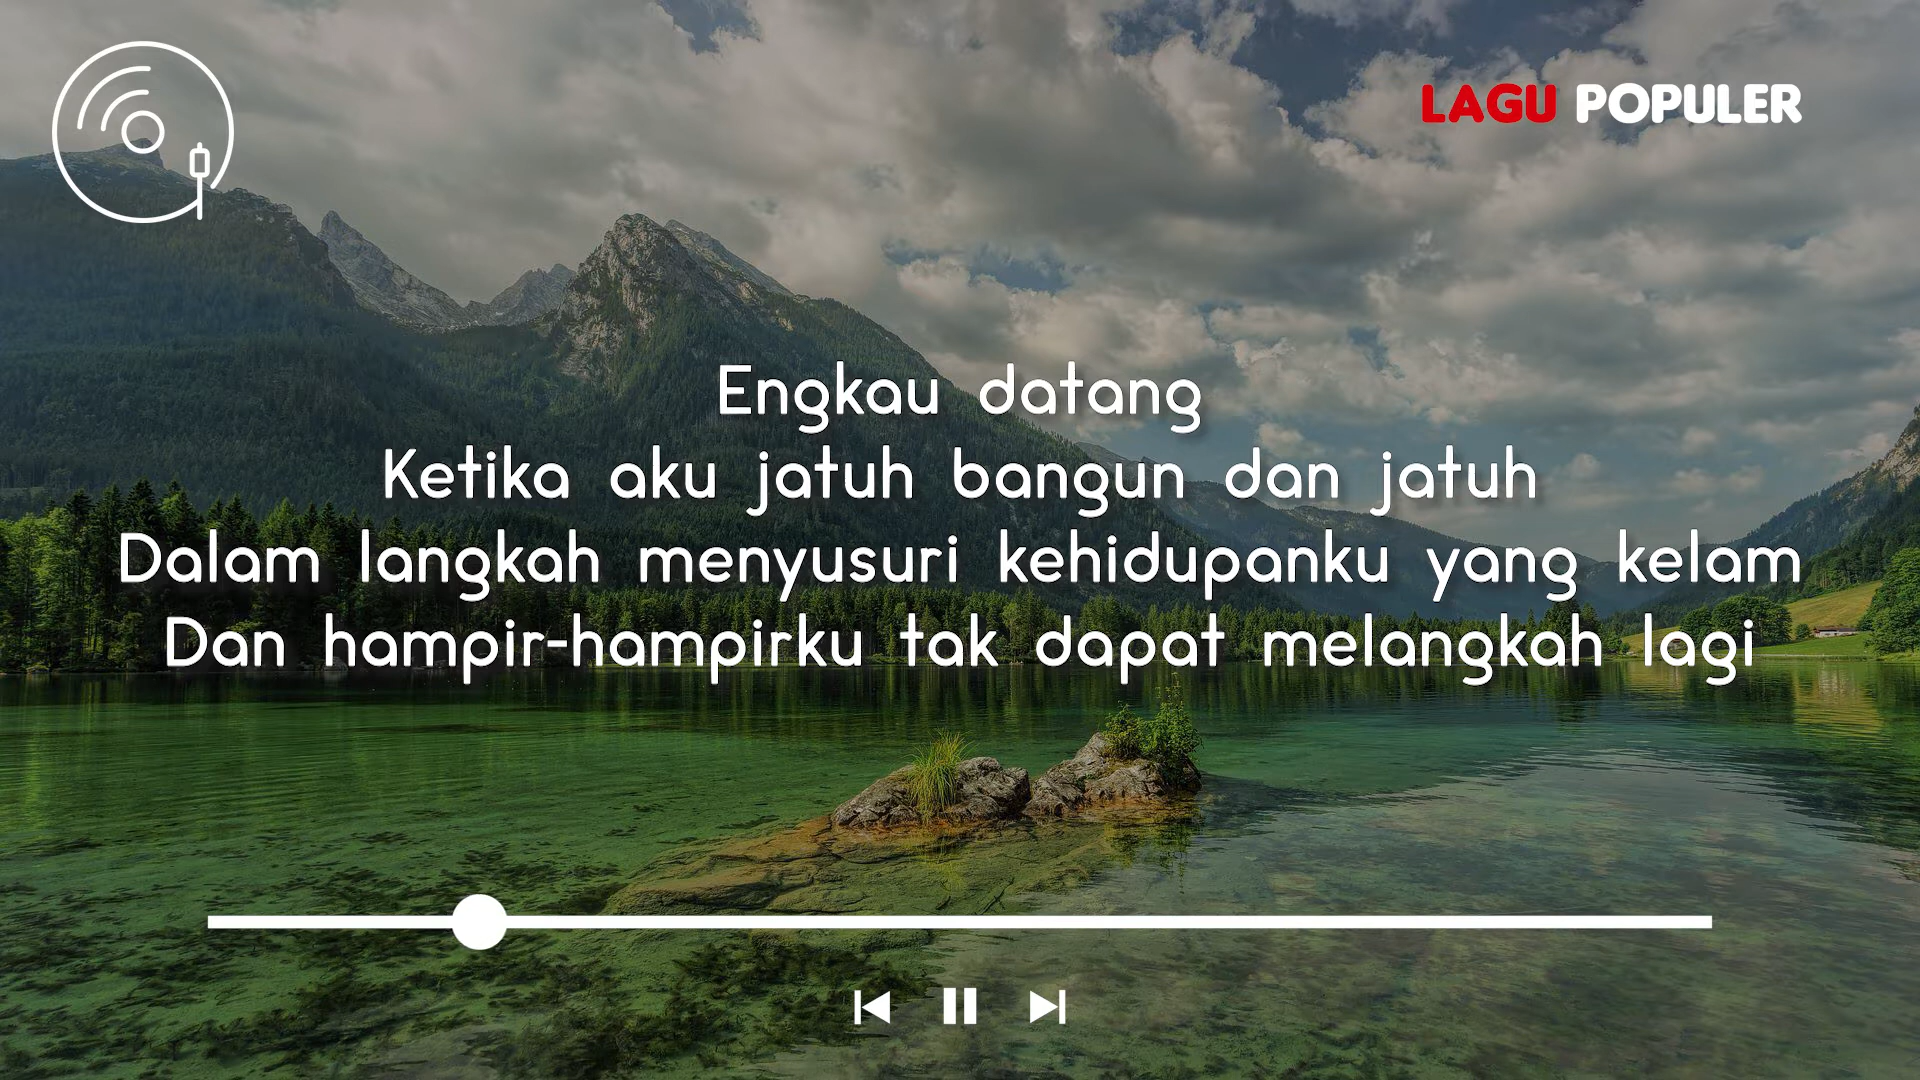 LAGU POPULER
Engkau datang
Ketika aku jatuh bangun dan jatuh
Dalam langkah menyusuri kehidupanku yang kelam
Dan hampir-hampirku tak dapat melangkah lagi